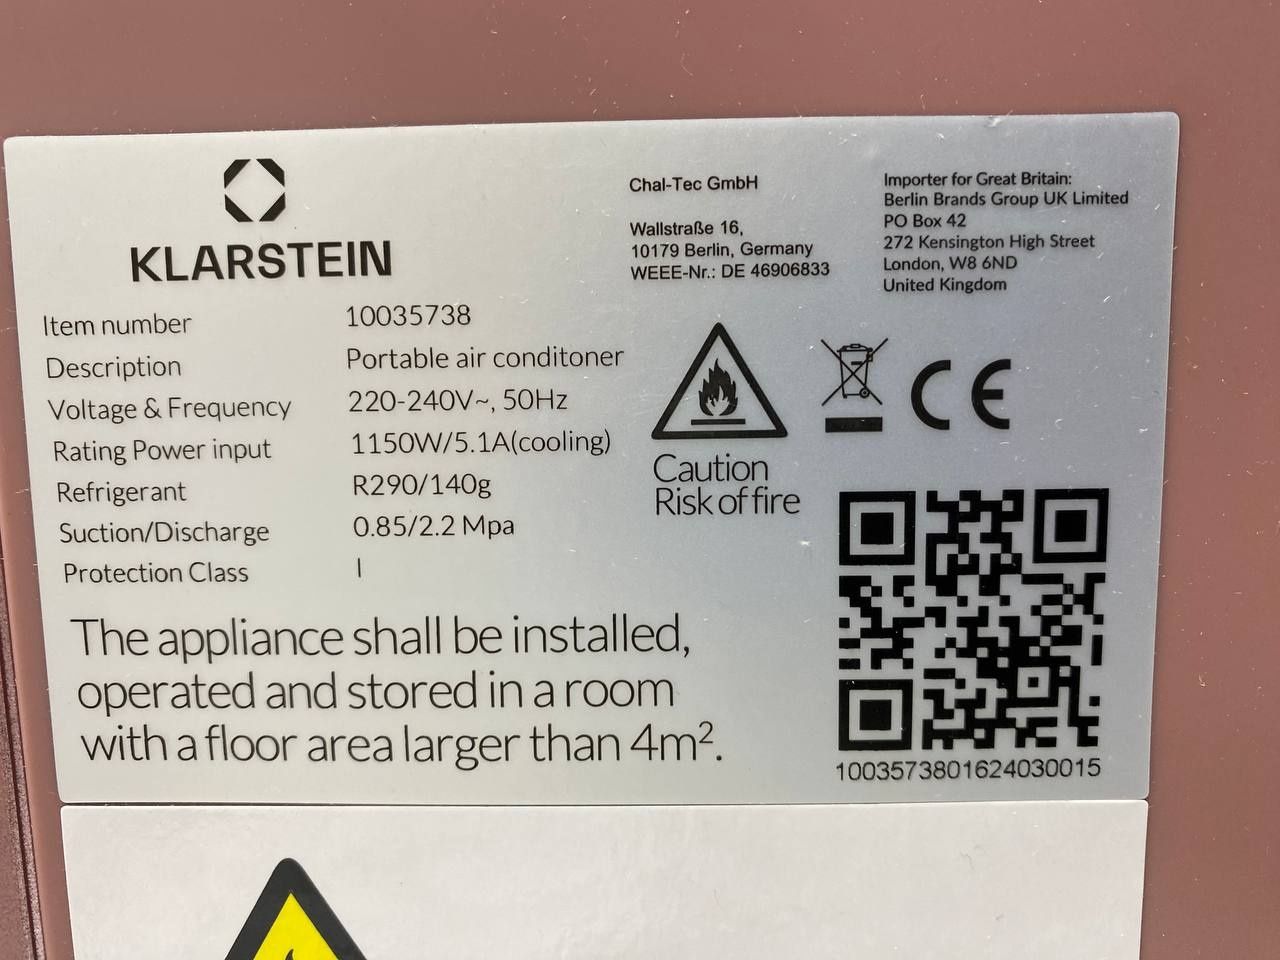 KLARSTEIN
Item number 10035738
Description Portable air conditoner
Voltage & Frequency 220-240V~, 50Hz
Rating Power input 1150W/5.1A(cooling)
Refrigerant R290/140g
Suction/Discharge 0.85/2.2 Mpa
Protection Class I
The appliance shall be installed,
operated and stored in a room
with a floor area larger than 4m².
Chal-Tec GmbH
Wallstraße 16,
10179 Berlin, Germany
WEEE-Nr.: DE 46906833
Importer for Great Britain:
Berlin Brands Group UK Limited
PO Box 42
272 Kensington High Street
London, W8 6ND
United Kingdom
CE
Caution
Risk of fire
1003573801624030015